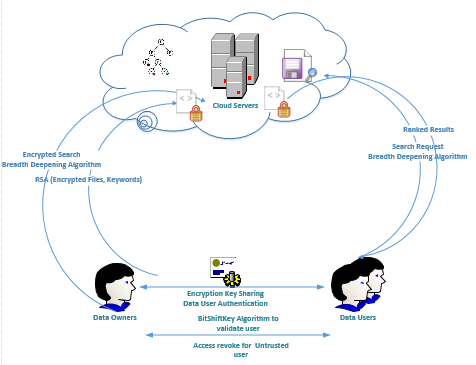 Cloud Servers
Ranked Results
Encrypted Search
Breadth Deepening Algorithm
Search Request
Breadth Deepening Algorithm
RSA (Encrypted Files, Keywords)
Encryption Key Sharing
Data User Authentication
Data Owners
BitShiftKey Algorithm to
validate user
Data Users
Access revoke for Untrusted
user